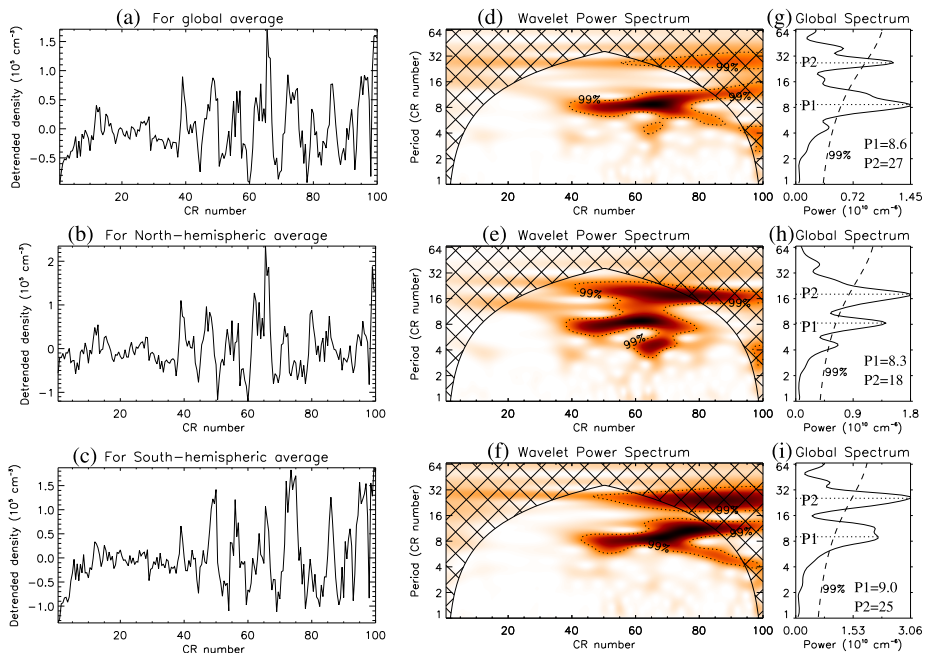 (a) For global average
Detrended density (10⁵ cm⁻³)
1.5
1.0
0.5
0.0
-0.5
20 40 60 80 100
CR number
(d) Wavelet Power Spectrum
Period (CR number)
64
32
16
8
4
2
1
99%
99%
99%
20 40 60 80 100
CR number
(g) Global Spectrum
64
36
16
8
4
2
1
P2
P1
P1=8.6
P2=27
99%
0.00 0.72 1.45
Power (10¹⁰ cm⁻⁶)
(b) For North-hemispheric average
Detrended density (10⁵ cm⁻³)
2
1
0
-1
20 40 60 80 100
CR number
(e) Wavelet Power Spectrum
Period (CR number)
64
32
16
8
4
2
1
99%
99%
99%
99%
20 40 60 80 100
CR number
(h) Global Spectrum
64
32
16
8
4
2
1
P2
P1
P1=8.3
P2=18
99%
0.0 0.9 1.8
Power (10¹⁰ cm⁻⁶)
(c) For South-hemispheric average
Detrended density (10⁵ cm⁻³)
1.5
1.0
0.5
0.0
-0.5
-1.0
20 40 60 80 100
CR number
(f) Wavelet Power Spectrum
Period (CR number)
64
32
16
8
4
2
1
99%
99%
99%
20 40 60 80 100
CR number
(i) Global Spectrum
64
32
16
8
4
2
1
P2
P1
P1=9.0
P2=25
99%
0.00 1.53 3.06
Power (10¹⁰ cm⁻⁶)